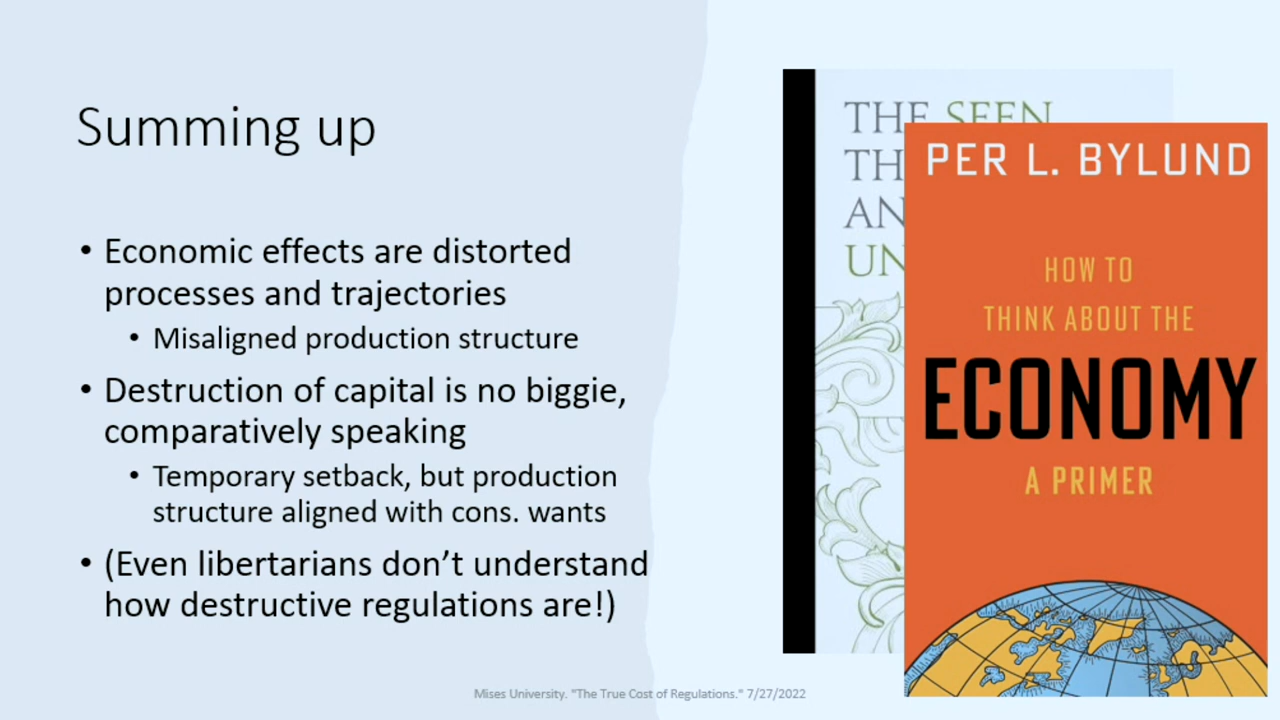 Summing up
• Economic effects are distorted
processes and trajectories
• Misaligned production structure
• Destruction of capital is no biggie,
comparatively speaking
• Temporary setback, but production
structure aligned with cons. wants
• (Even libertarians don’t understand
how destructive regulations are!)
THE SEEN
TH
AN
UN
PER L. BYLUND
HOW TO
THINK ABOUT THE
ECONOMY
A PRIMER
Mises University. "The True Cost of Regulations." 7/27/2022